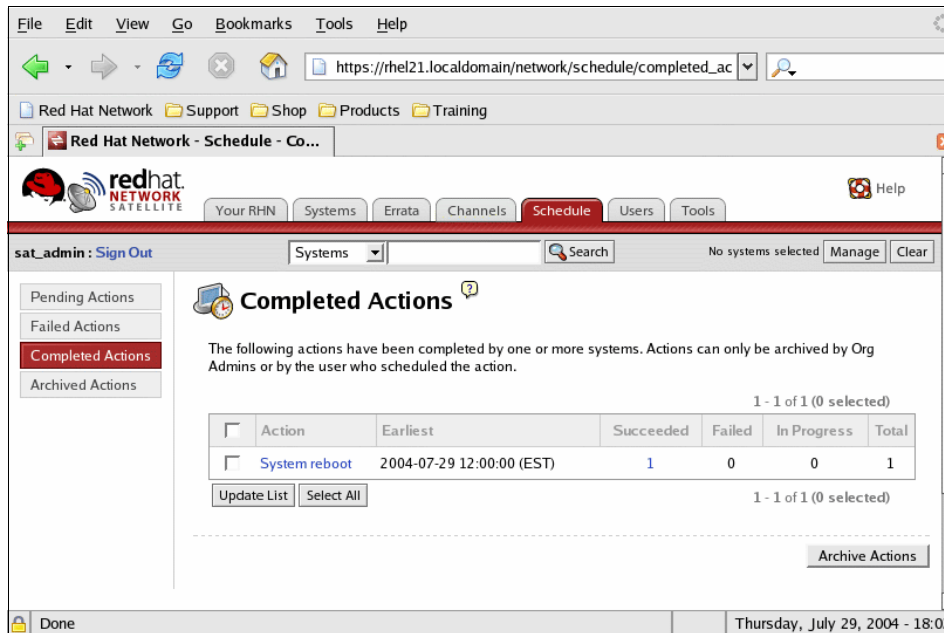 File Edit View Go Bookmarks Tools Help
https://rhel21.localdomain/network/schedule/completed_ac
Red Hat Network Support Shop Products Training
Red Hat Network - Schedule - Co...
redhat.
NETWORK
SATELLITE
Help
Your RHN Systems Errata Channels Schedule Users Tools
sat_admin : Sign Out Systems Search No systems selected Manage Clear
Pending Actions
Failed Actions
Completed Actions
Archived Actions
Completed Actions ?
The following actions have been completed by one or more systems. Actions can only be archived by Org
Admins or by the user who scheduled the action.
1 - 1 of 1 (0 selected)
Action Earliest Succeeded Failed In Progress Total
System reboot 2004-07-29 12:00:00 (EST) 1 0 0 1
Update List Select All 1 - 1 of 1 (0 selected)
Archive Actions
Done Thursday, July 29, 2004 - 18:0